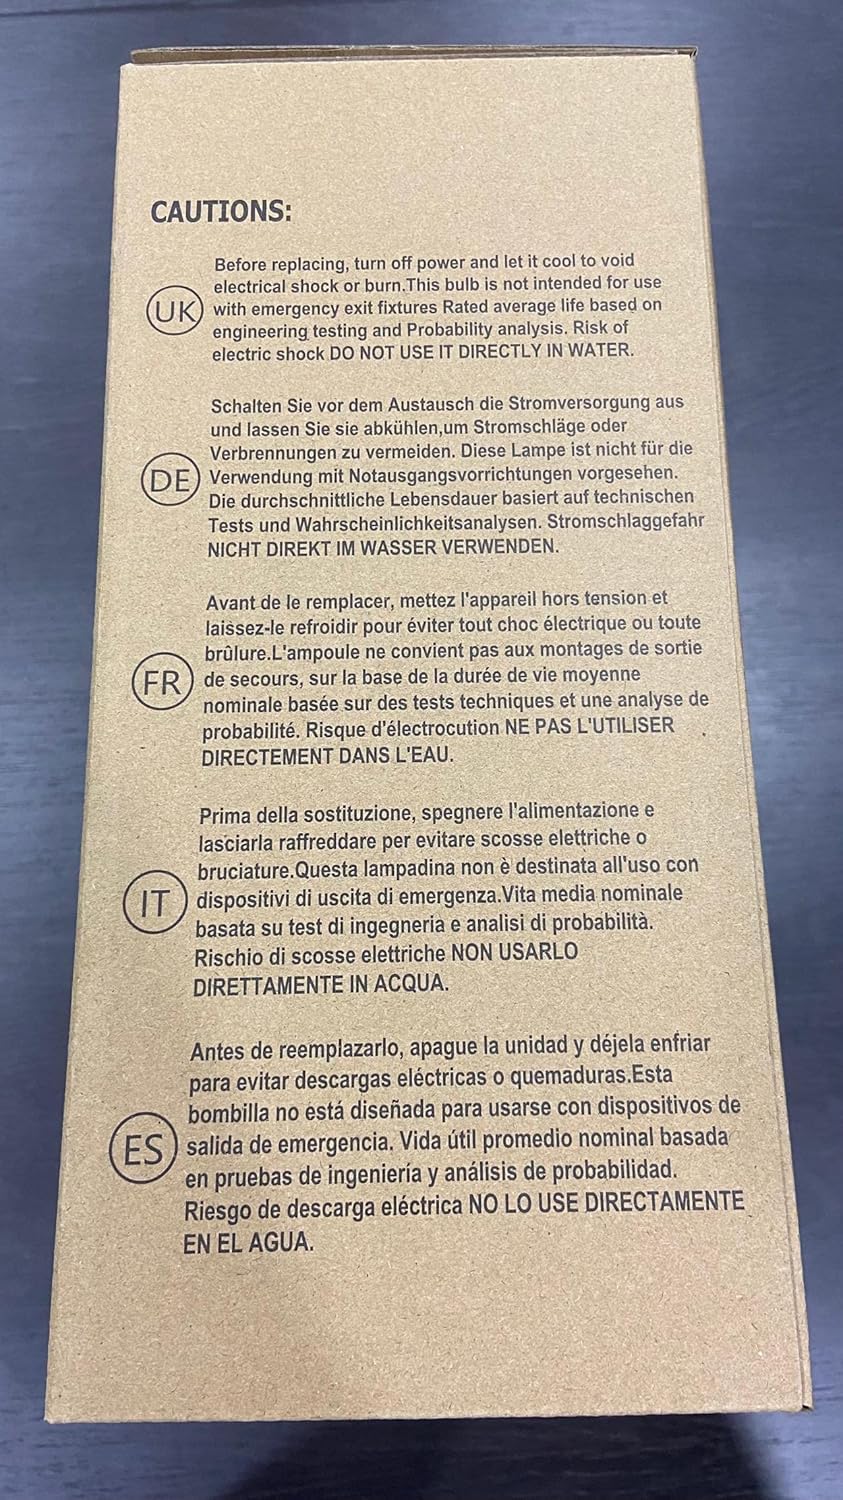 CAUTIONS:
UK
Before replacing, turn off power and let it cool to void
electrical shock or burn.This bulb is not intended for use
with emergency exit fixtures Rated average life based on
engineering testing and Probability analysis. Risk of
electric shock DO NOT USE IT DIRECTLY IN WATER.
DE
Schalten Sie vor dem Austausch die Stromversorgung aus
und lassen Sie sie abkühlen,um Stromschläge oder
Verbrennungen zu vermeiden. Diese Lampe ist nicht für die
Verwendung mit Notausgangsvorrichtungen vorgesehen.
Die durchschnittliche Lebensdauer basiert auf technischen
Tests und Wahrscheinlichkeitsanalysen. Stromschlaggefahr
NICHT DIREKT IM WASSER VERWENDEN.
FR
Avant de le remplacer, mettez l'appareil hors tension et
laissez-le refroidir pour éviter tout choc électrique ou toute
brûlure.L'ampoule ne convient pas aux montages de sortie
de secours, sur la base de la durée de vie moyenne
nominale basée sur des tests techniques et une analyse de
probabilité. Risque d'électrocution NE PAS L'UTILISER
DIRECTEMENT DANS L'EAU.
IT
Prima della sostituzione, spegnere l'alimentazione e
lasciarla raffreddare per evitare scosse elettriche o
bruciature.Questa lampadina non è destinata all'uso con
dispositivi di uscita di emergenza.Vita media nominale
basata su test di ingegneria e analisi di probabilità.
Rischio di scosse elettriche NON USARLO
DIRETTAMENTE IN ACQUA.
ES
Antes de reemplazarlo, apague la unidad y déjela enfriar
para evitar descargas eléctricas o quemaduras.Esta
bombilla no está diseñada para usarse con dispositivos de
salida de emergencia. Vida útil promedio nominal basada
en pruebas de ingeniería y análisis de probabilidad.
Riesgo de descarga eléctrica NO LO USE DIRECTAMENTE
EN EL AGUA.